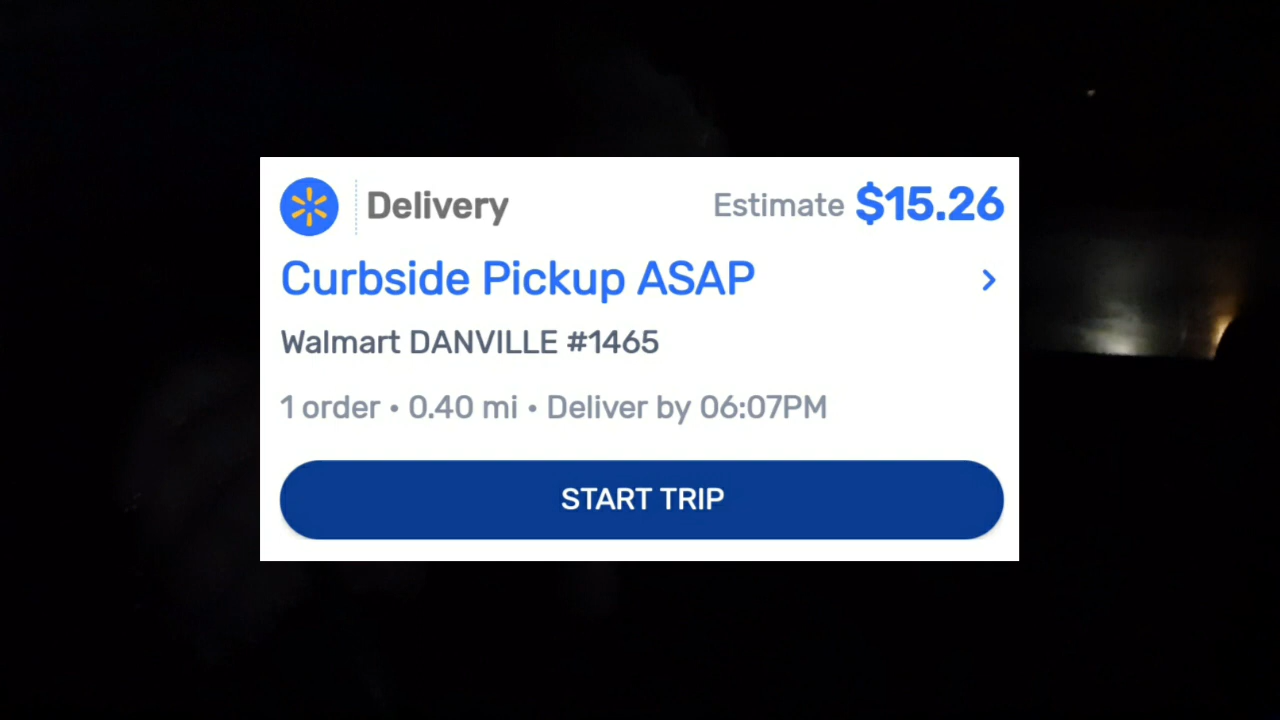 Delivery Estimate $15.26
Curbside Pickup ASAP
Walmart DANVILLE #1465
1 order • 0.40 mi • Deliver by 06:07PM
START TRIP